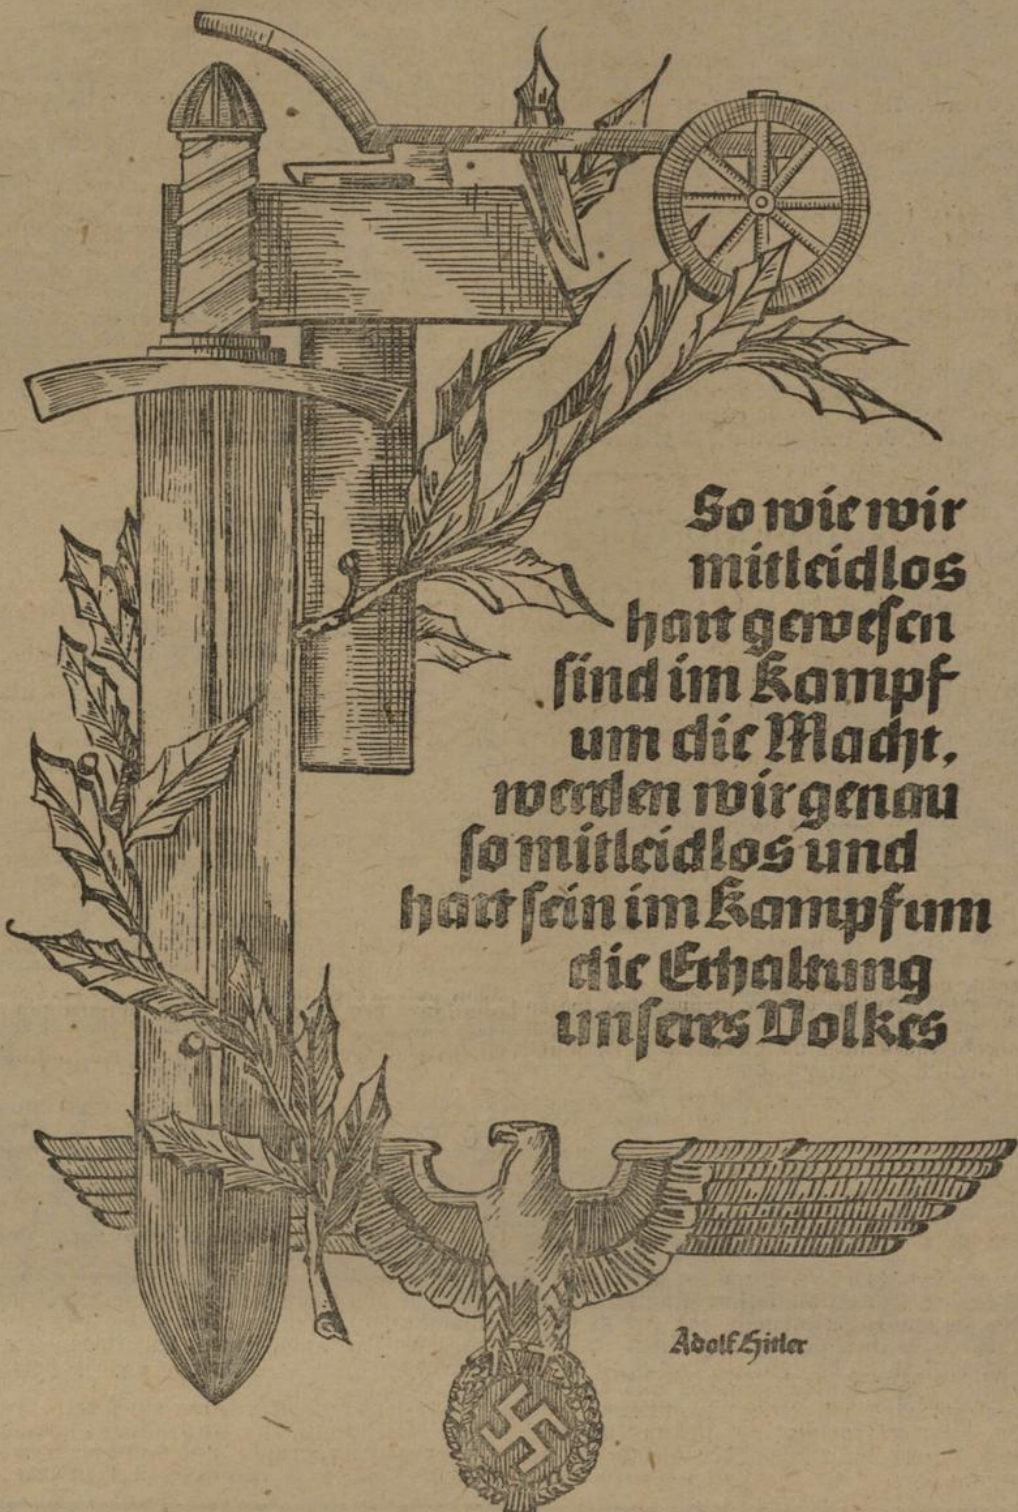 So wie wir
mitleidlos
hart gewesen
sind im Kampf
um die Macht,
werden wir genau
so mitleidlos und
hart sein im Kampf um
die Erhaltung
unseres Volkes
Adolf Hitler